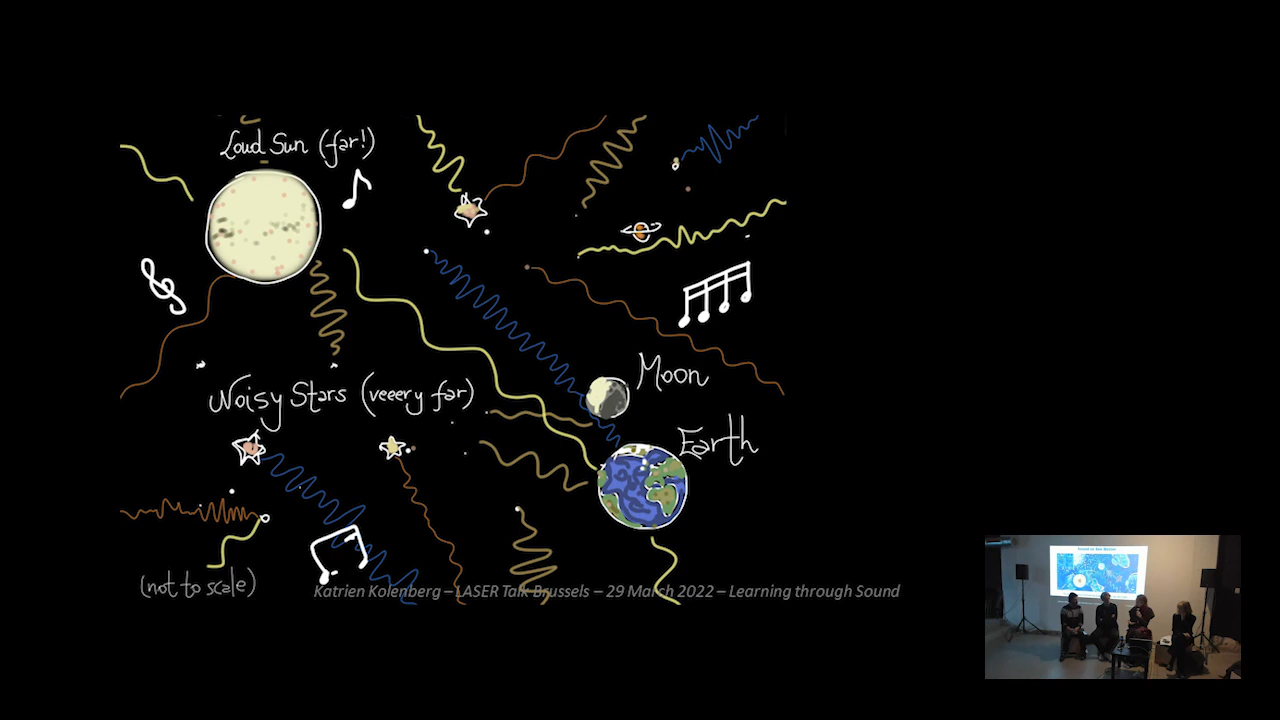 Loud Sun (far!)
Moon
Noisy Stars (veeery far)
Earth
(not to scale)
Katrien Kolenberg – LASER Talk Brussels – 29 March 2022 – Learning through Sound